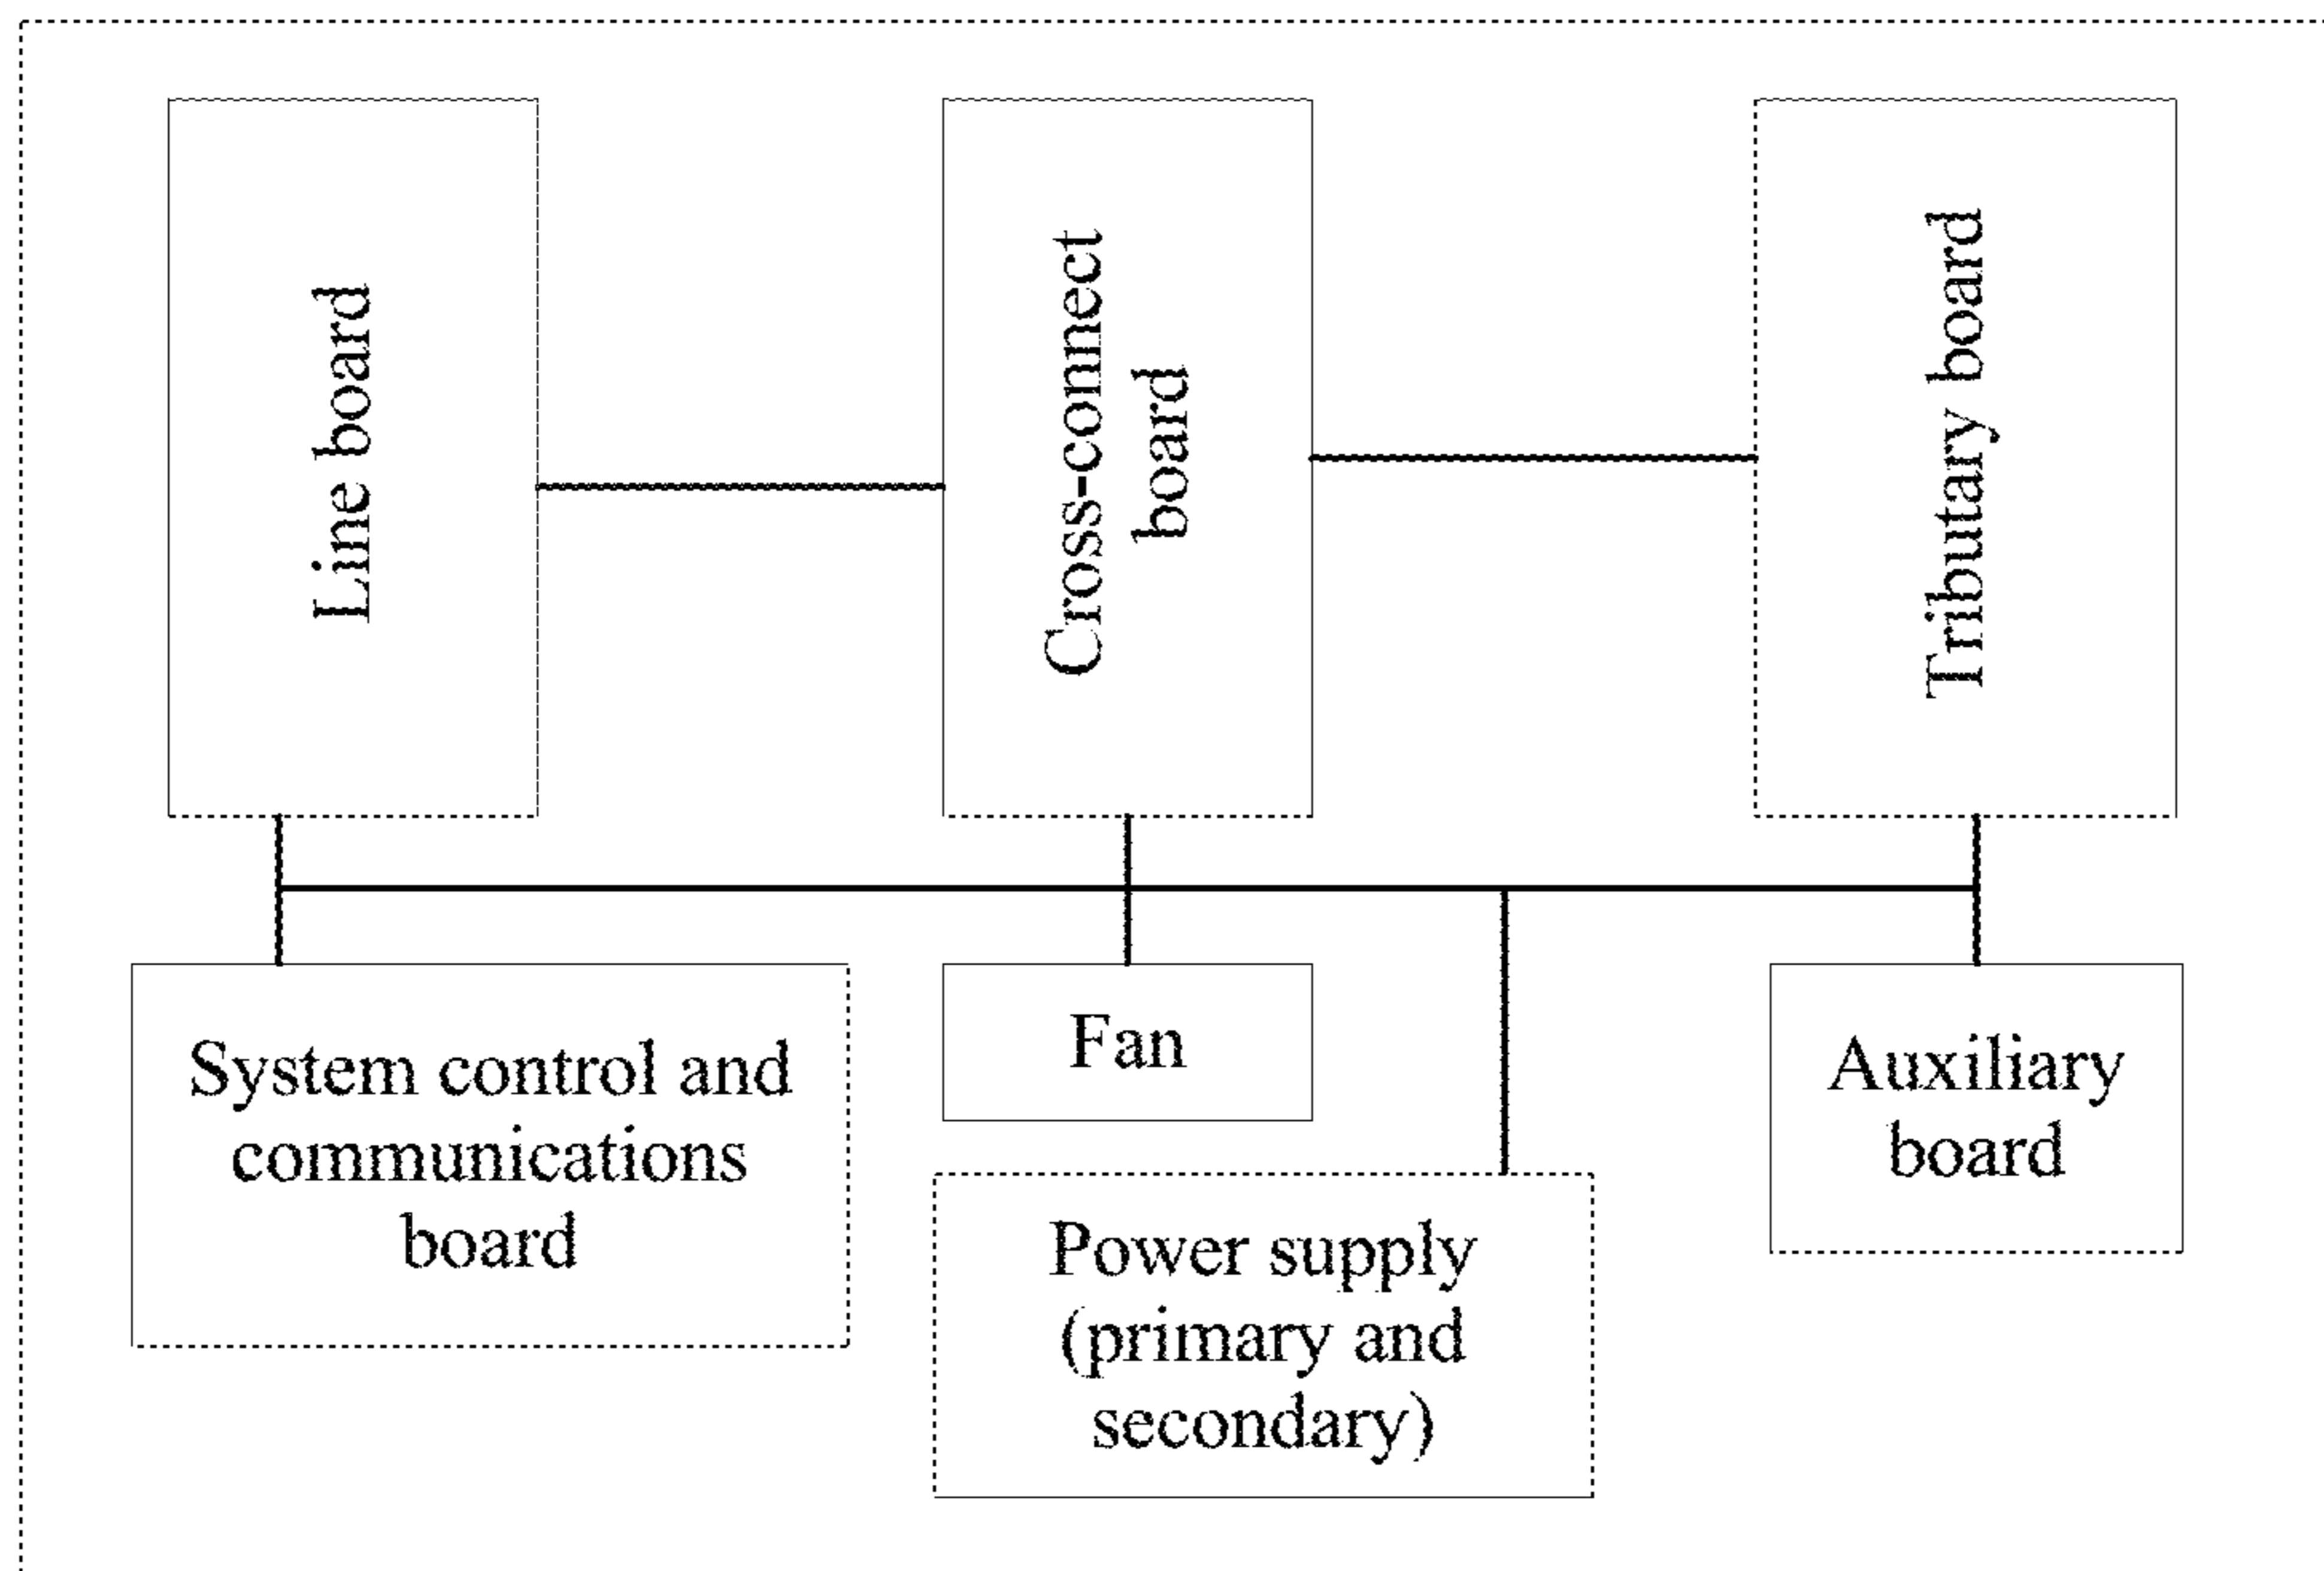 Line board
Cross-connect
board
Tributary board
System control and
communications
board
Fan
Power supply
(primary and
secondary)
Auxiliary
board